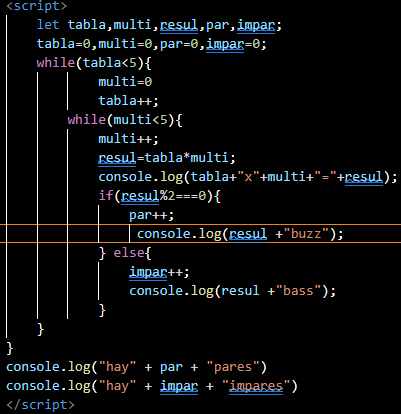 <script>
let tabla,multi,resul,par,impar;
tabla=0,multi=0,par=0,impar=0;
while(tabla<5){
multi=0
tabla++;
while(multi<5){
multi++;
resul=tabla*multi;
console.log(tabla+"x"+multi+"="+resul);
if(resul%2===0){
par++;
console.log(resul +"buzz");
} else{
impar++;
console.log(resul +"bass");
}
}
}
console.log("hay" + par + "pares")
console.log("hay" + impar + "impares")
</script>